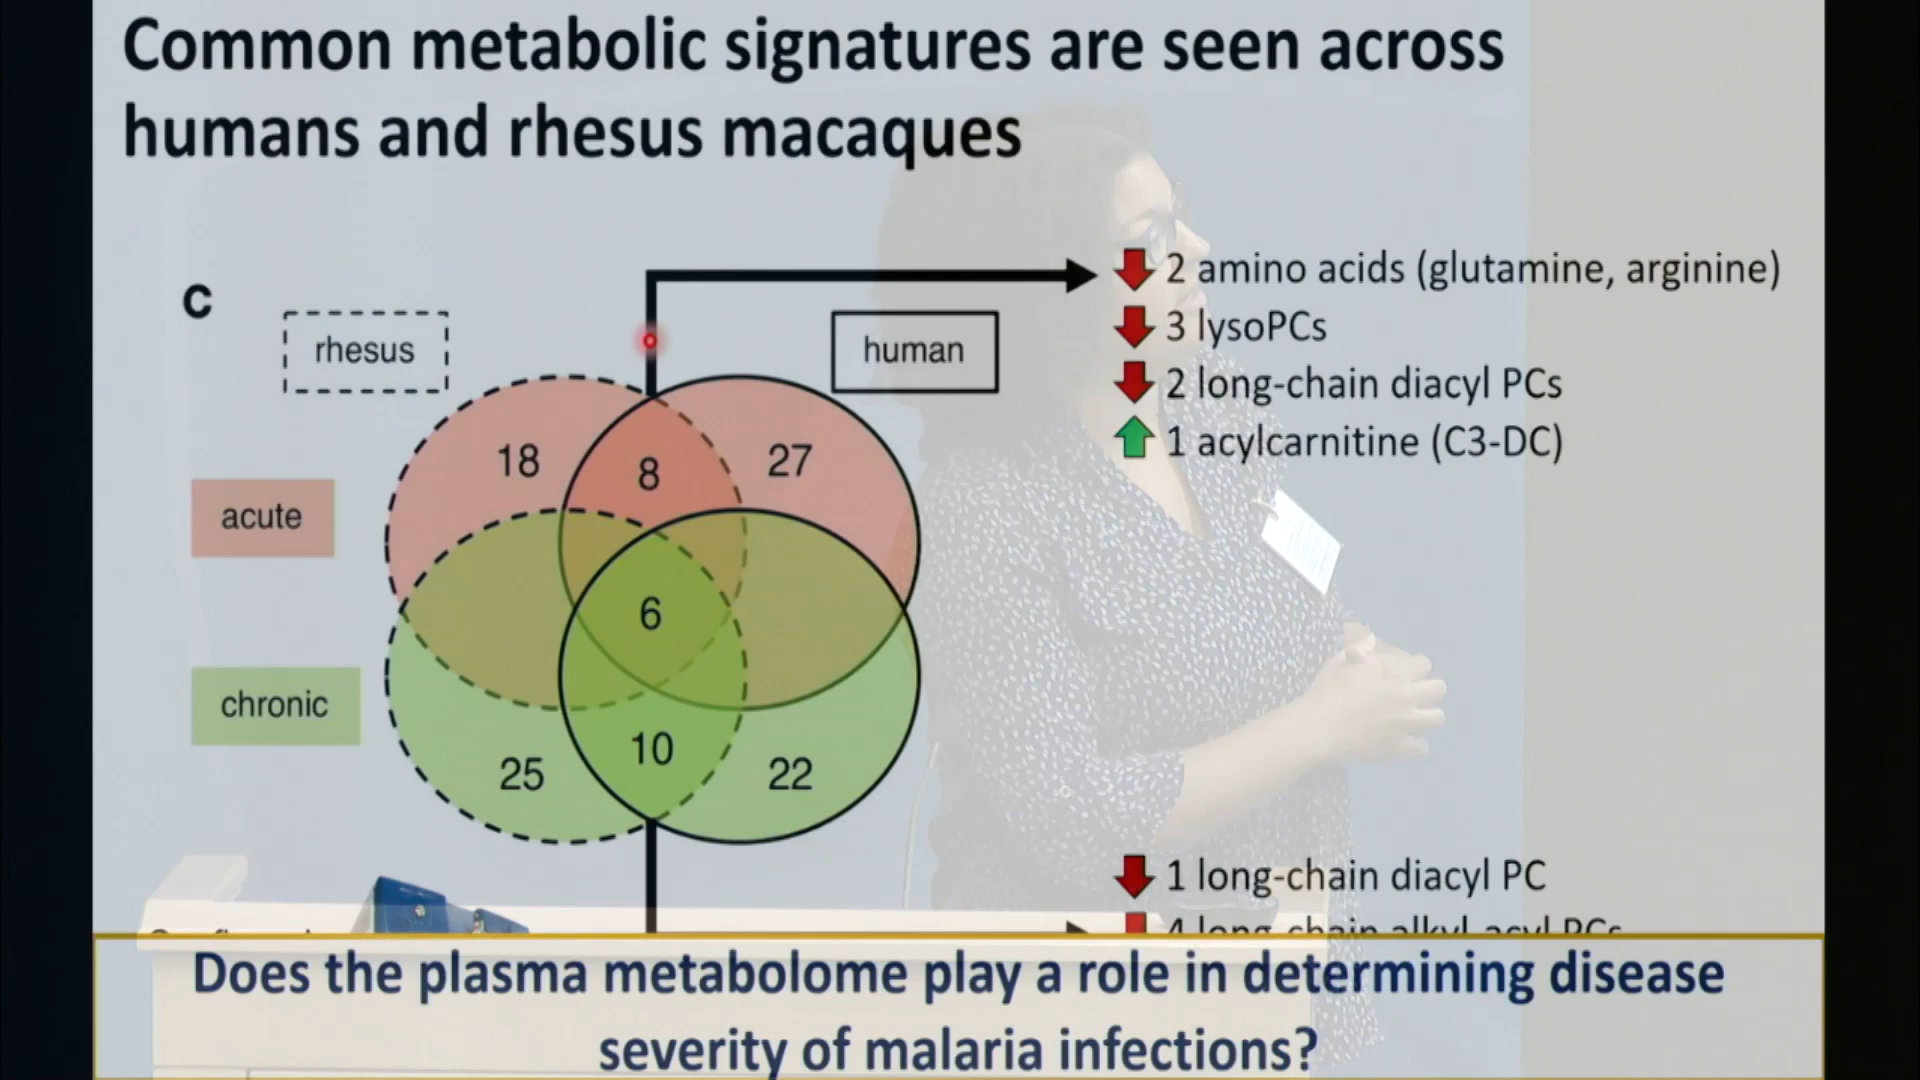 Common metabolic signatures are seen across
humans and rhesus macaques
c
rhesus
human
2 amino acids (glutamine, arginine)
3 lysoPCs
2 long-chain diacyl PCs
1 acylcarnitine (C3-DC)
18
8
27
acute
6
chronic
10
25
22
1 long-chain diacyl PC
4 long-chain alkyl-acyl PCs
Does the plasma metabolome play a role in determining disease
severity of malaria infections?